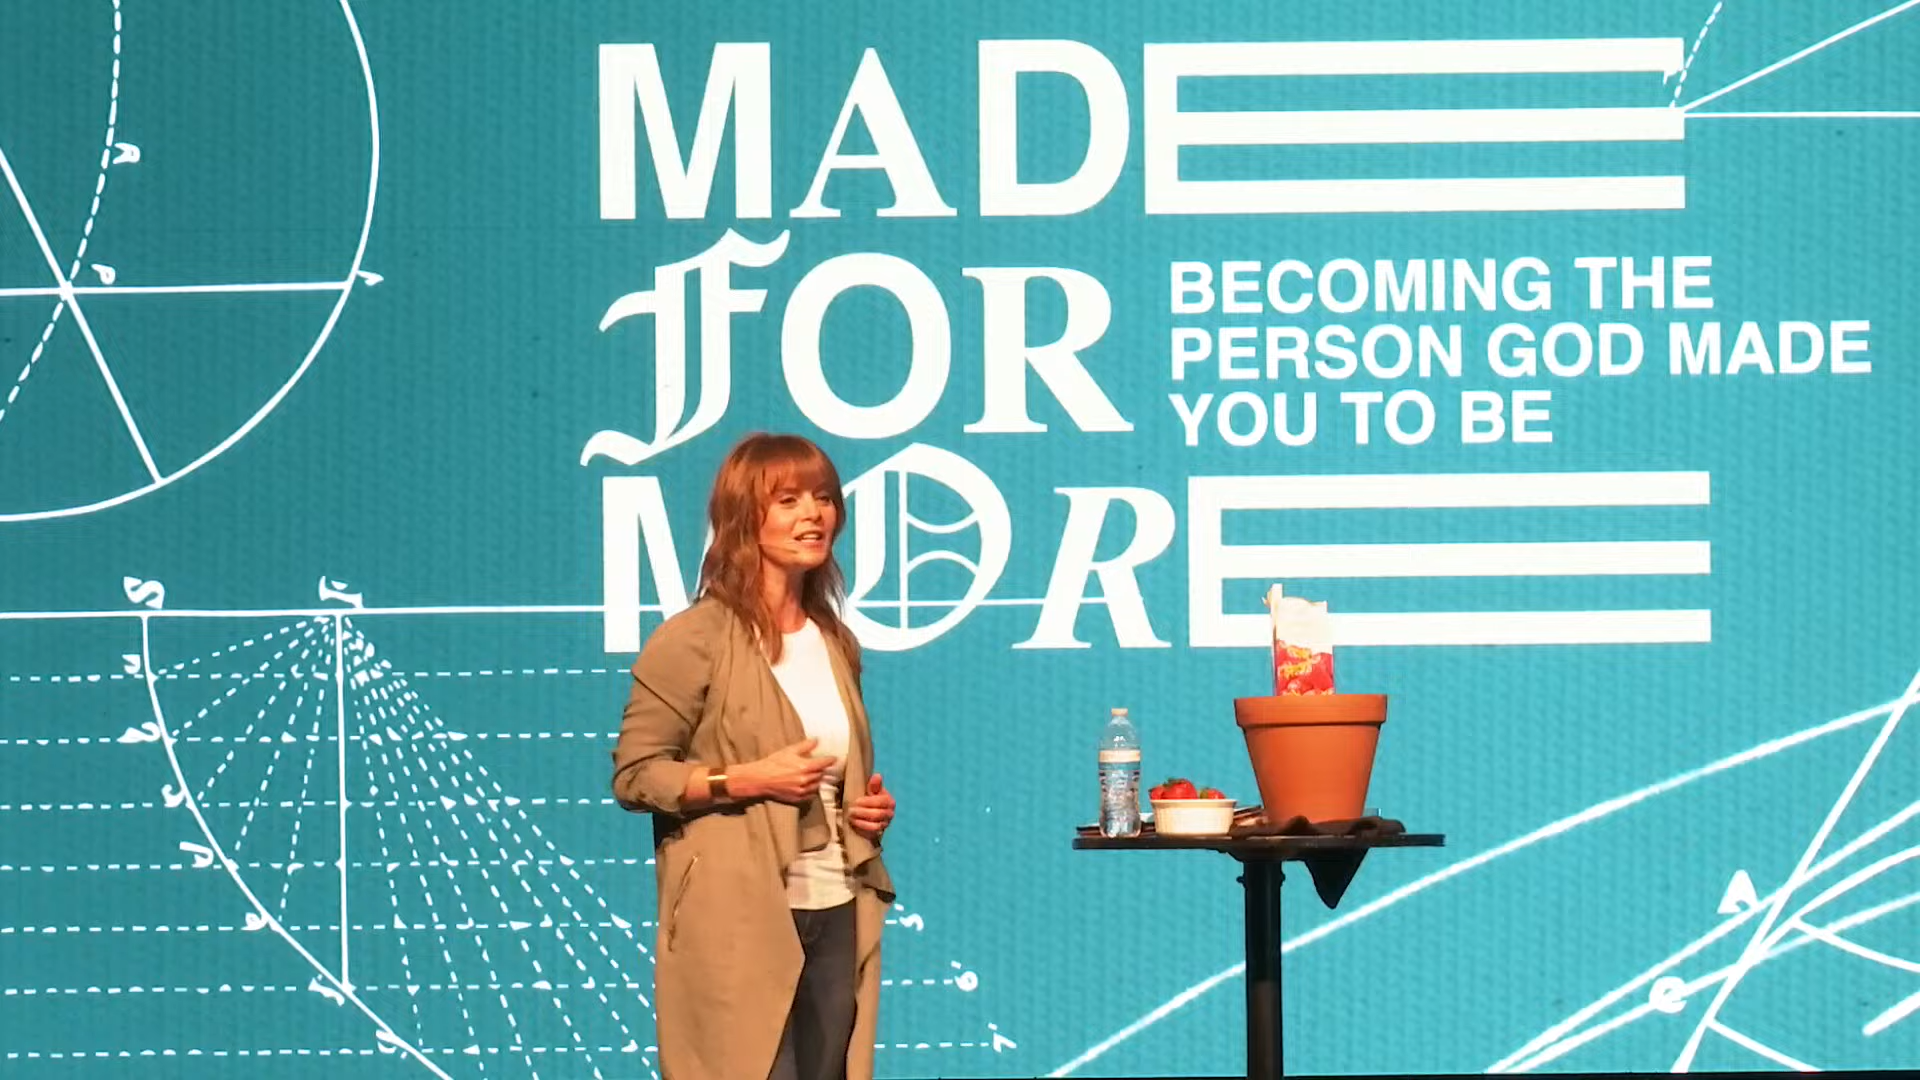 MADE
FOR
BECOMING THE
PERSON GOD MADE
YOU TO BE
MORE